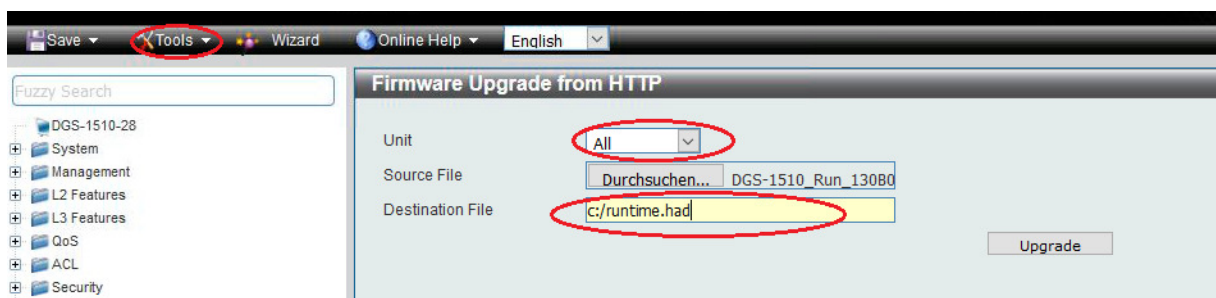 Save Tools Wizard Online Help English
Fuzzy Search
DGS-1510-28
System
Management
L2 Features
L3 Features
QoS
ACL
Security
Firmware Upgrade from HTTP
Unit All
Source File Durchsuchen... DGS-1510_Run_130B0
Destination File c:/runtime.had
Upgrade